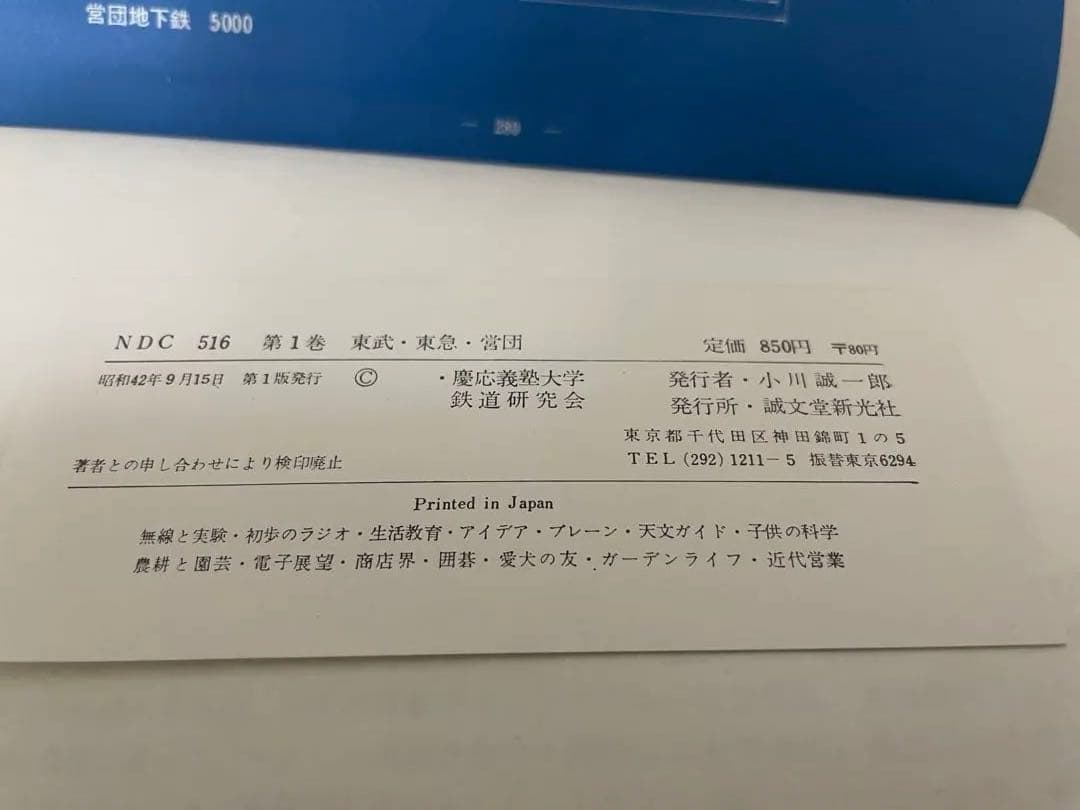 営団地下鉄 5000
— 280 —
NDC 516 第1巻 東武・東急・営団 定価 850円 〒80円
昭和42年9月15日 第1版発行 Ⓒ ・慶応義塾大学 発行者・小川誠一郎
鉄道研究会 発行所・誠文堂新光社
東京都千代田区神田錦町1の5
著者との申し合わせにより検印廃止 TEL (292) 1211-5 振替東京6294
Printed in Japan
無線と実験・初歩のラジオ・生活教育・アイデア・ブレーン・天文ガイド・子供の科学
農耕と園芸・電子展望・商店界・囲碁・愛犬の友・ガーデンライフ・近代営業